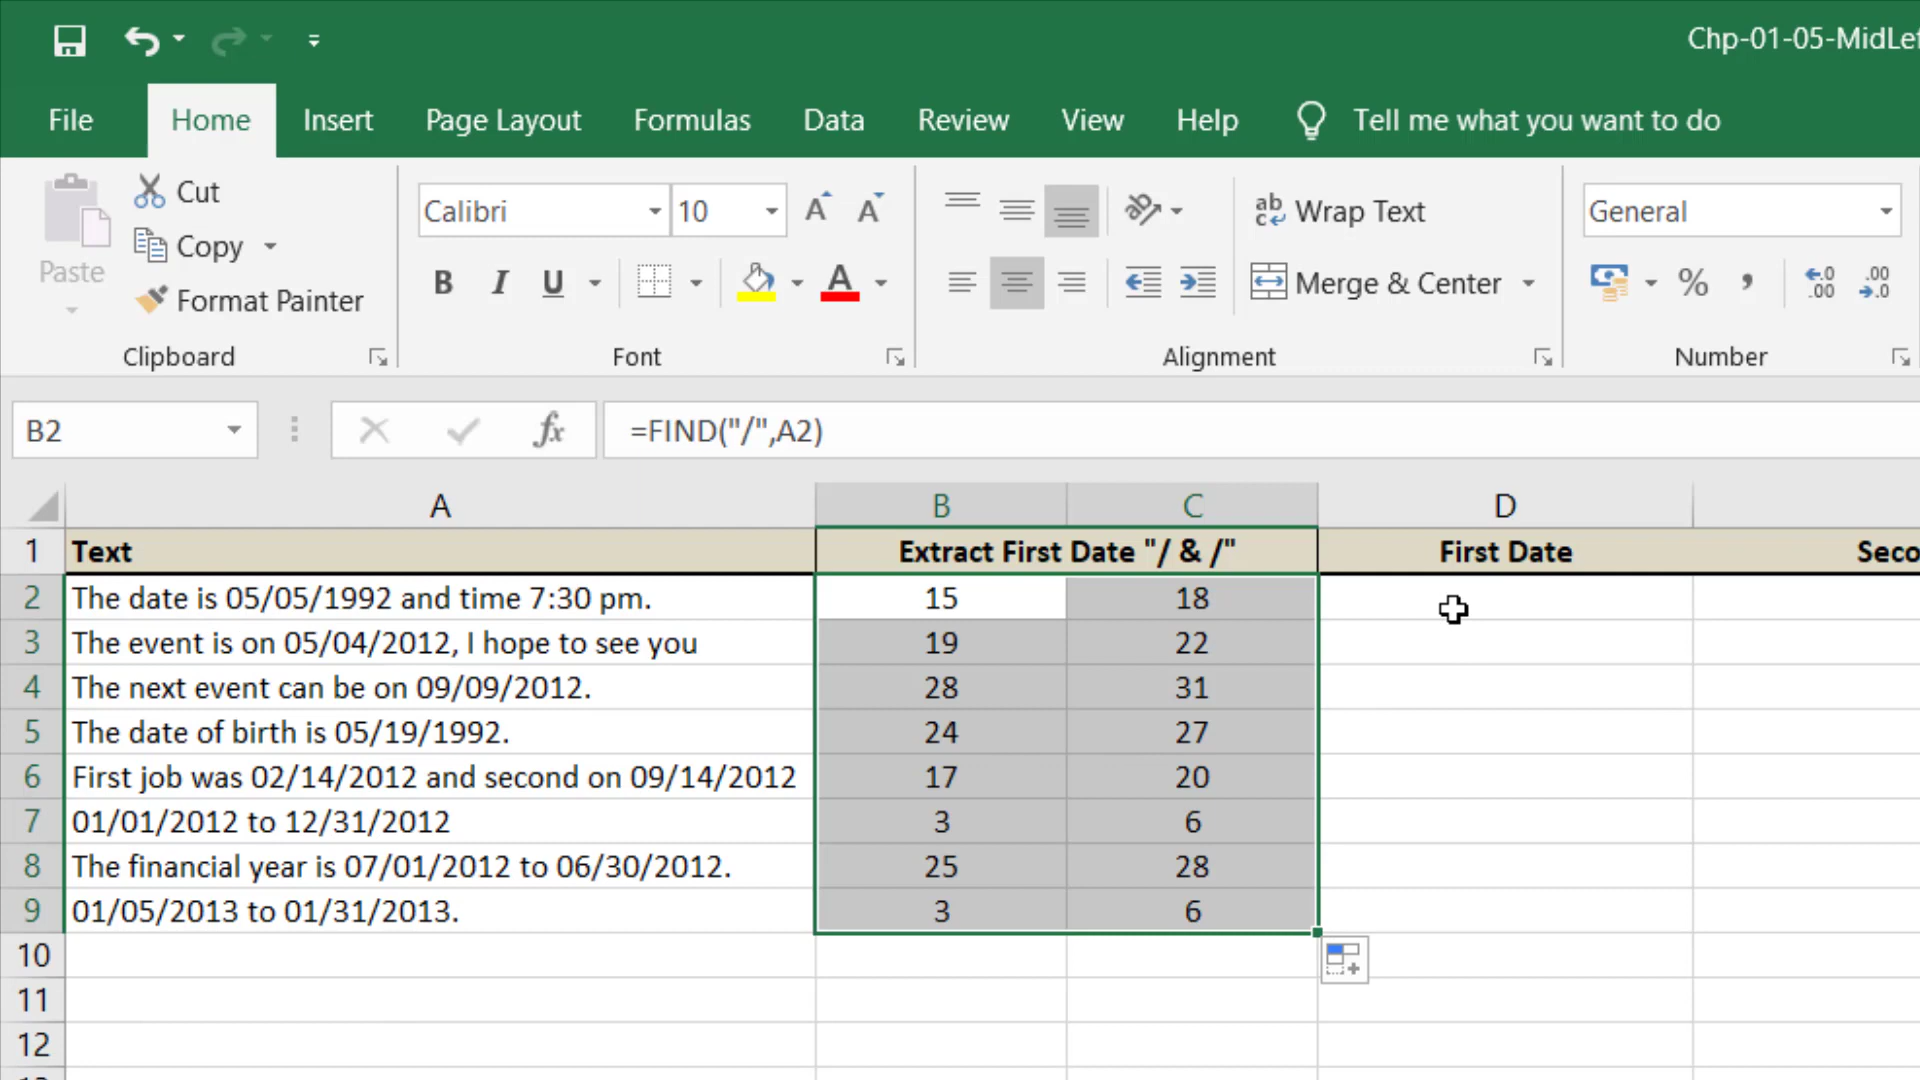 Chp-01-05-MidLef
File Home Insert Page Layout Formulas Data Review View Help Tell me what you want to do
Paste
Cut
Copy
Format Painter
Clipboard
Calibri 10
B I U
Font
Wrap Text
Merge & Center
Alignment
General
Number
B2 fx =FIND("/",A2)
A B C D
1 Text Extract First Date "/ & /" First Date Seco
2 The date is 05/05/1992 and time 7:30 pm. 15 18
3 The event is on 05/04/2012, I hope to see you 19 22
4 The next event can be on 09/09/2012. 28 31
5 The date of birth is 05/19/1992. 24 27
6 First job was 02/14/2012 and second on 09/14/2012 17 20
7 01/01/2012 to 12/31/2012 3 6
8 The financial year is 07/01/2012 to 06/30/2012. 25 28
9 01/05/2013 to 01/31/2013. 3 6
10
11
12